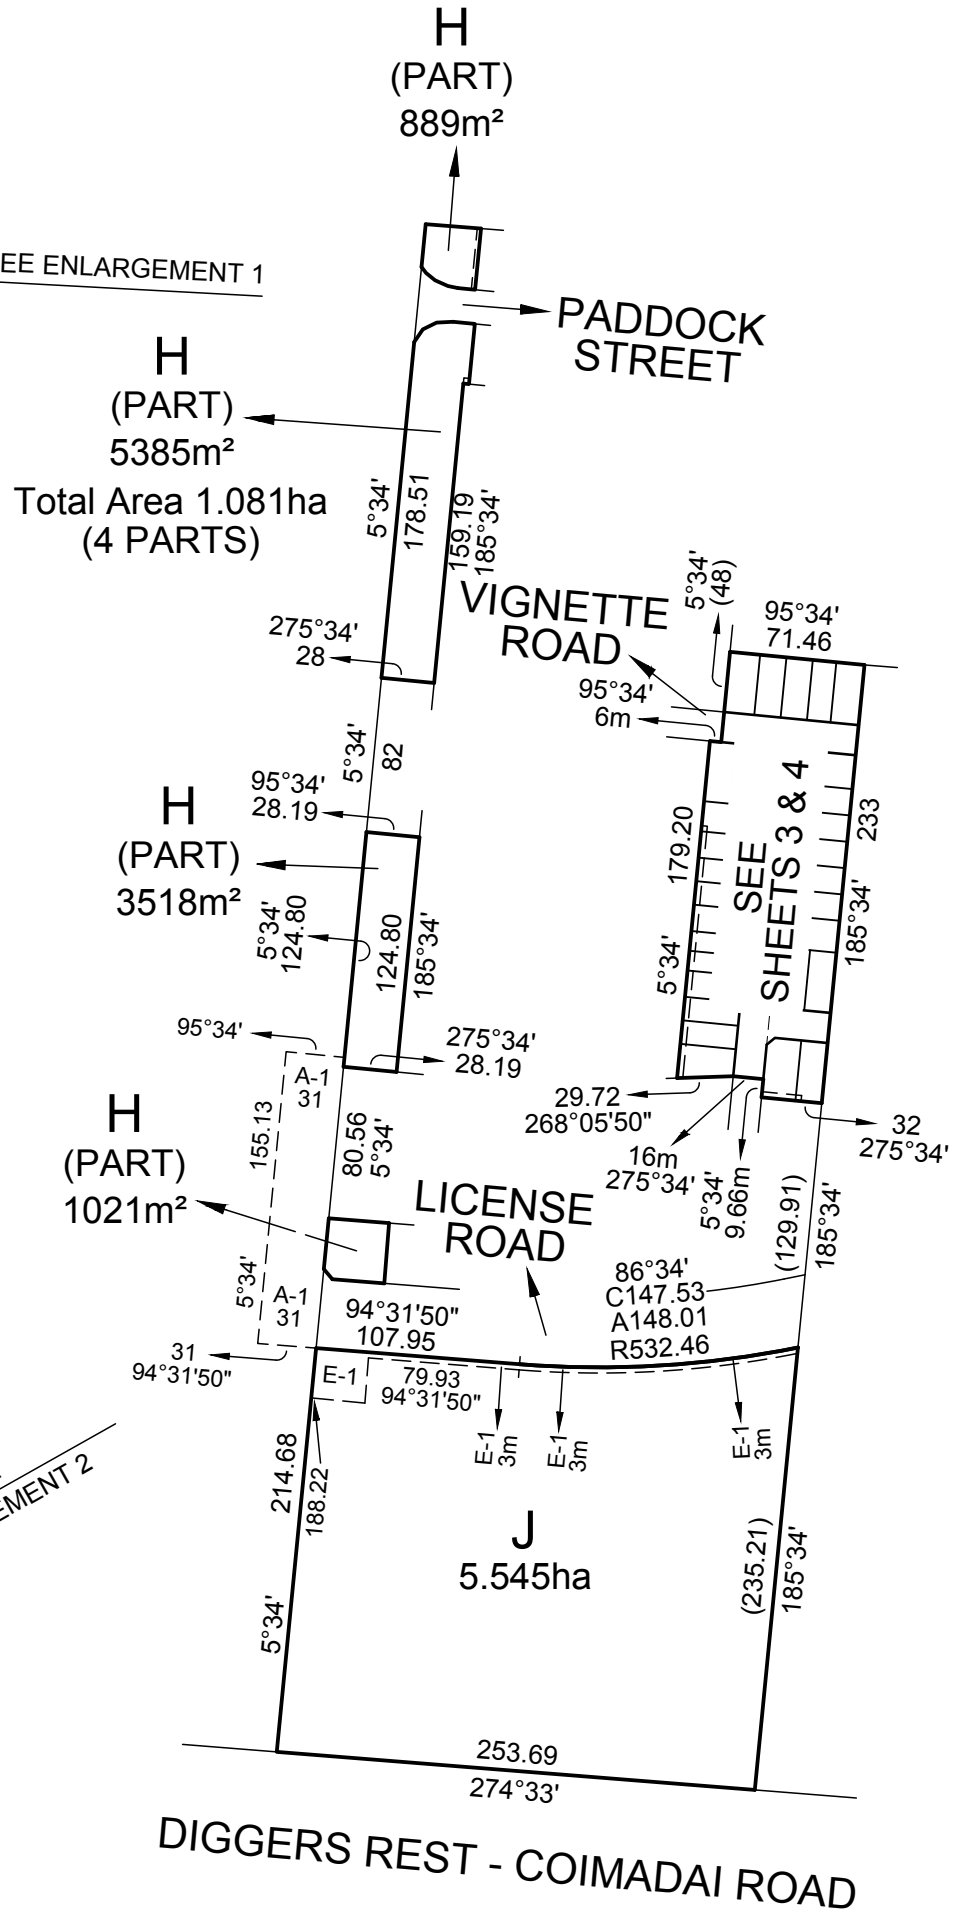 H
(PART)
889m²
EE ENLARGEMENT 1
PADDOCK
STREET
H
(PART)
5385m²
Total Area 1.081ha
(4 PARTS)
5°34'
178.51
159.19
185°34'
VIGNETTE
ROAD
5°34'
(48)
95°34'
71.46
275°34'
28
95°34'
6m
5°34'
82
95°34'
28.19
H
(PART)
3518m²
5°34'
124.80
124.80
185°34'
179.20
5°34'
SEE
SHEETS 3 & 4
233
185°34'
95°34'
275°34'
28.19
A-1
31
155.13
5°34'
80.56
5°34'
29.72
268°05'50"
16m
275°34'
5°34'
9.66m
32
275°34'
H
(PART)
1021m²
LICENSE
ROAD
(129.91)
185°34'
86°34'
C147.53
A148.01
R532.46
A-1
31
94°31'50"
107.95
31
94°31'50"
E-1
79.93
94°31'50"
E-1
3m
E-1
3m
E-1
3m
EMENT 2
214.68
188.22
5°34'
J
5.545ha
(235.21)
185°34'
253.69
274°33'
DIGGERS REST - COIMADAI ROAD